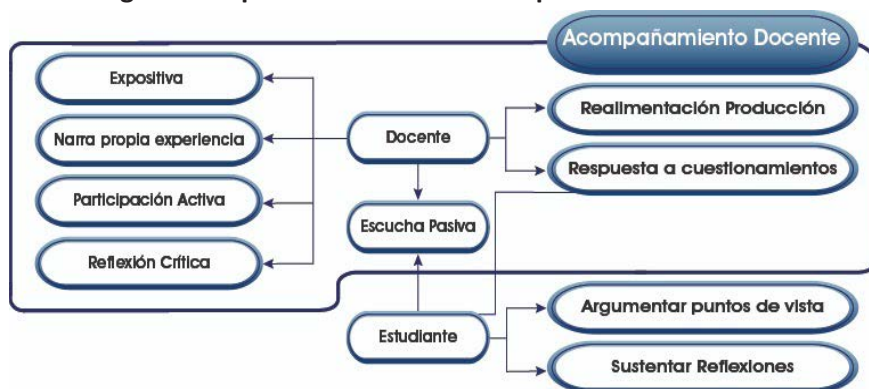 Acompañamiento Docente
Expositiva
Narra propia experiencia
Participación Activa
Reflexión Crítica
Docente
Escucha Pasiva
Estudiante
Realimentación Producción
Respuesta a cuestionamientos
Argumentar puntos de vista
Sustentar Reflexiones